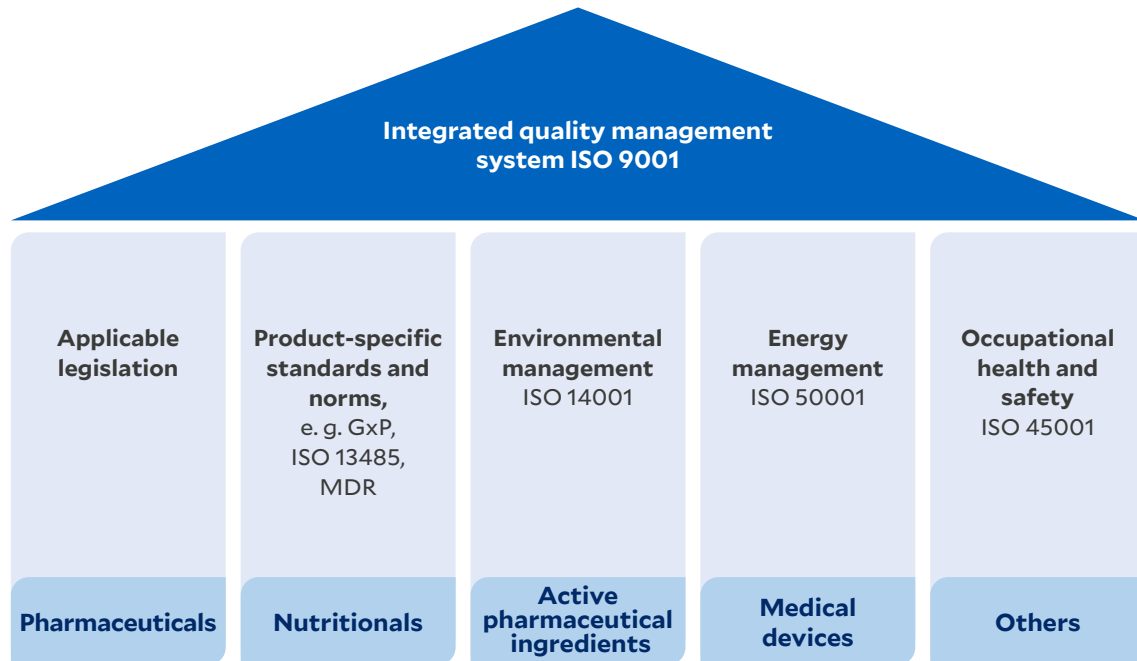 Integrated quality management
system ISO 9001
Applicable
legislation
Product-specific
standards and
norms,
e. g. GxP,
ISO 13485,
MDR
Environmental
management
ISO 14001
Energy
management
ISO 50001
Occupational
health and
safety
ISO 45001
Pharmaceuticals
Nutritionals
Active
pharmaceutical
ingredients
Medical
devices
Others